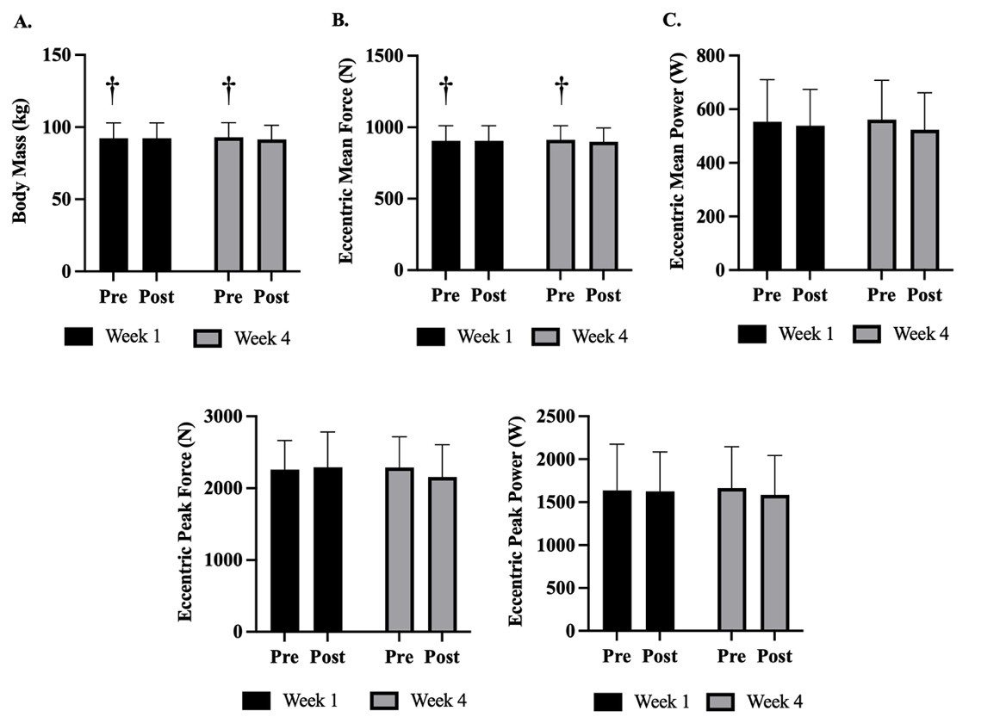 A.
B.
C.
Body Mass (kg)
150
100
50
0
†
†
Pre Post Pre Post
Week 1 Week 4
Eccentric Mean Force (N)
1500
1000
500
0
†
†
Pre Post Pre Post
Week 1 Week 4
Eccentric Mean Power (W)
800
600
400
200
0
Pre Post Pre Post
Week 1 Week 4
Eccentric Peak Force (N)
3000
2000
1000
0
Pre Post Pre Post
Week 1 Week 4
Eccentric Peak Power (W)
2500
2000
1500
1000
500
0
Pre Post Pre Post
Week 1 Week 4